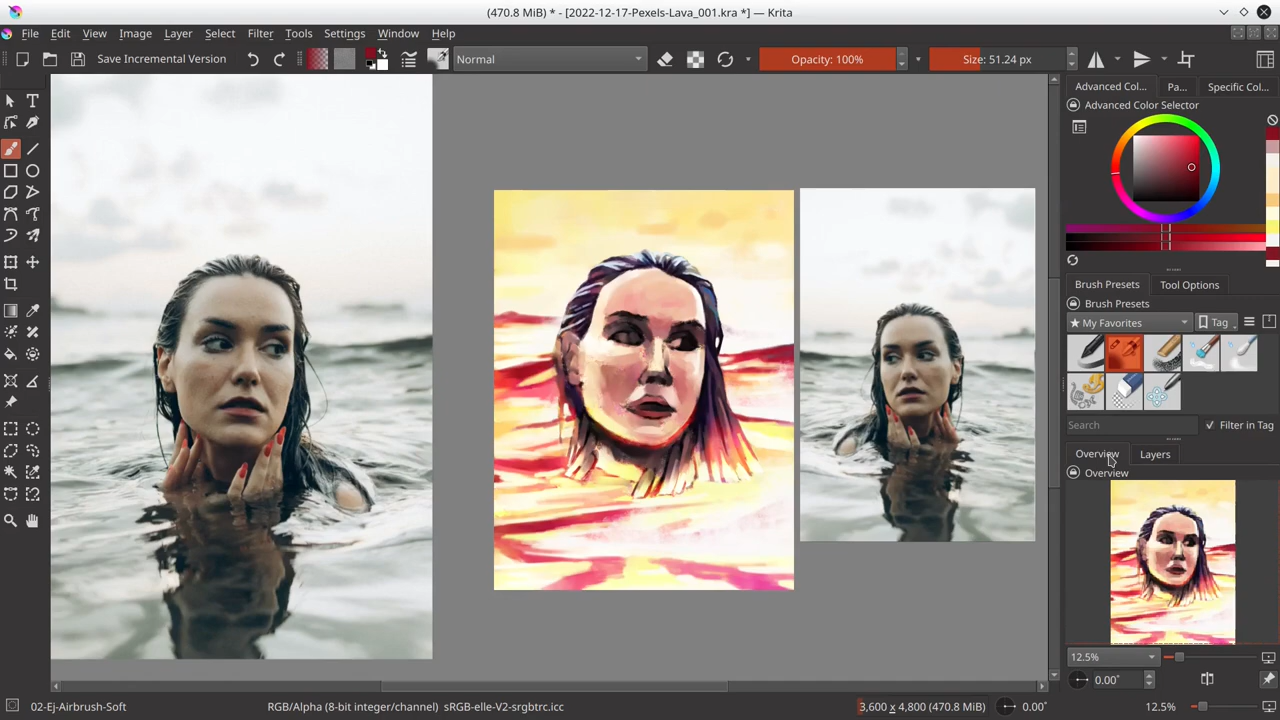 (470.8 MiB) * - [2022-12-17-Pexels-Lava_001.kra *] — Krita
File Edit View Image Layer Select Filter Tools Settings Window Help
Save Incremental Version Normal Opacity: 100% Size: 51.24 px
Advanced Col... Pa... Specific Col...
Advanced Color Selector
Brush Presets Tool Options
Brush Presets
★ My Favorites Tag
Search Filter in Tag
Overview Layers
Overview
12.5%
0.00°
02-Ej-Airbrush-Soft RGB/Alpha (8-bit integer/channel) sRGB-elle-V2-srgbtrc.icc 3,600 x 4,800 (470.8 MiB) 0.00° 12.5%